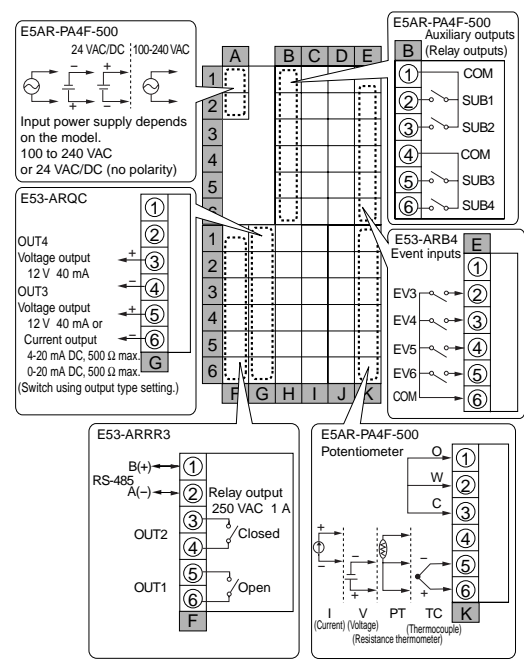 E5AR-PA4F-500
24 VAC/DC 100-240 VAC
− + + −
Input power supply depends
on the model.
100 to 240 VAC
or 24 VAC/DC (no polarity)
A B C D E
1
2
3
4
5
6
1
2
3
4
5
6
F G H I J K
E5AR-PA4F-500
Auxiliary outputs
(Relay outputs)
B
1 COM
2 SUB1
3 SUB2
4 COM
5 SUB3
6 SUB4
E53-ARQC
1
2
OUT4
Voltage output + 3
12 V 40 mA
− 4
OUT3
Voltage output + 5
12 V 40 mA or
Current output − 6
4-20 mA DC, 500 Ω max.
0-20 mA DC, 500 Ω max.
G
(Switch using output type setting.)
E53-ARB4
Event inputs
E
1
EV3 2
EV4 3
EV5 4
EV6 5
COM 6
E53-ARRR3
B(+) 1
RS-485
A(−) 2
Relay output
250 VAC 1 A
3
OUT2 Closed
4
5
OUT1 Open
6
F
E5AR-PA4F-500
Potentiometer
O 1
W 2
C 3
4
5
6
+ − − + − +
I V PT TC K
(Current) (Voltage) (Thermocouple)
(Resistance thermometer)